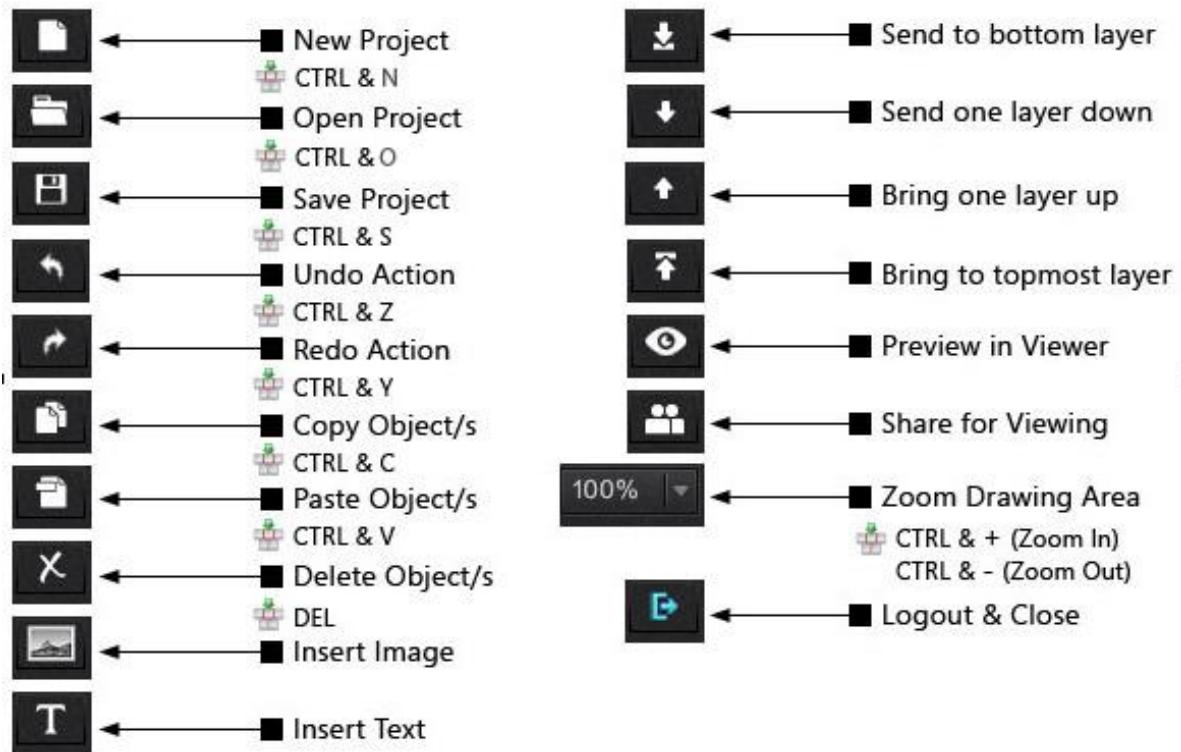 New Project
CTRL & N
Open Project
CTRL & O
Save Project
CTRL & S
Undo Action
CTRL & Z
Redo Action
CTRL & Y
Copy Object/s
CTRL & C
Paste Object/s
CTRL & V
Delete Object/s
DEL
Insert Image
T
Insert Text
Send to bottom layer
Send one layer down
Bring one layer up
Bring to topmost layer
Preview in Viewer
Share for Viewing
100%
Zoom Drawing Area
CTRL & + (Zoom In)
CTRL & - (Zoom Out)
Logout & Close